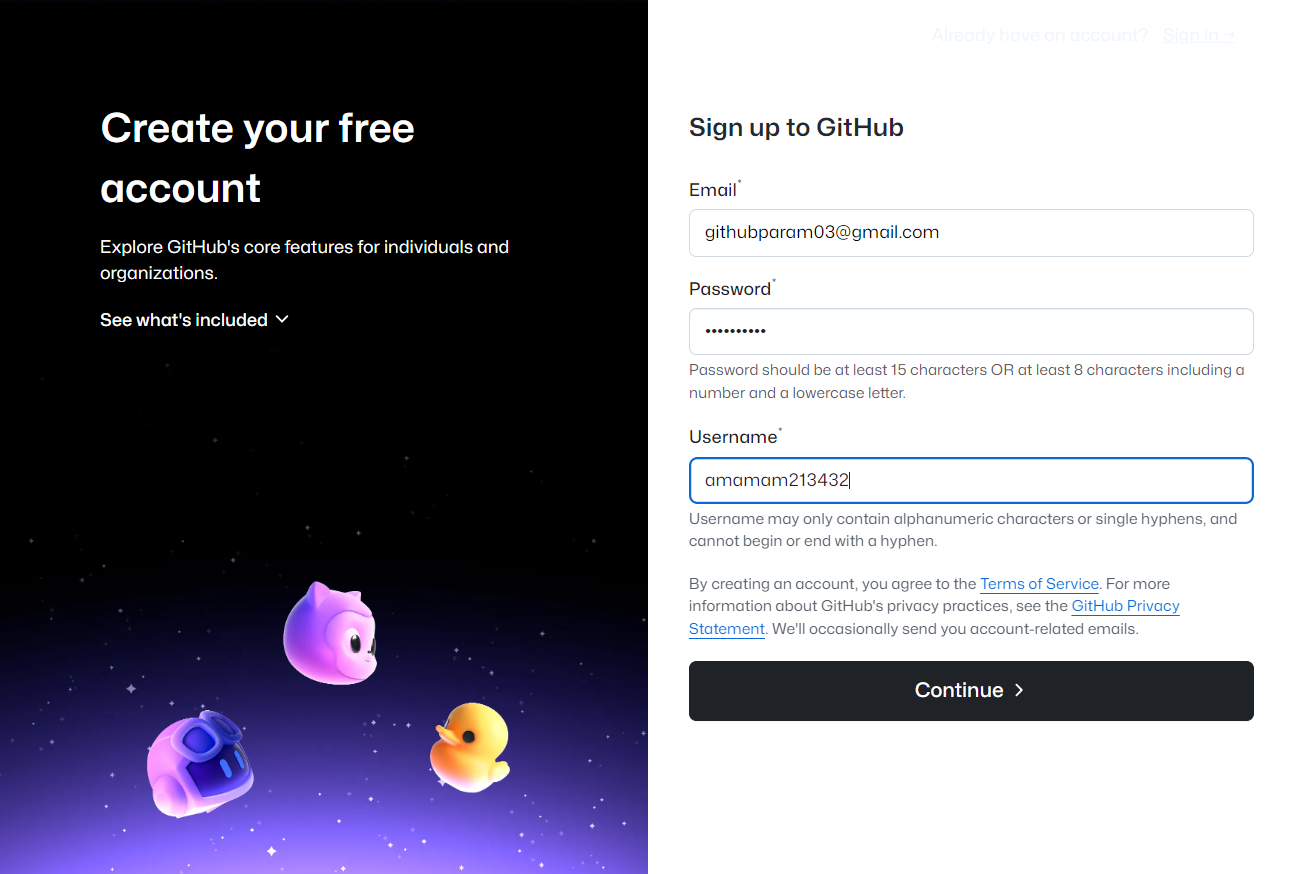 Create your free
account
Explore GitHub's core features for individuals and
organizations.
See what's included
Already have an account? Sign in →
Sign up to GitHub
Email*
githubparam03@gmail.com
Password*
••••••••••
Password should be at least 15 characters OR at least 8 characters including a
number and a lowercase letter.
Username*
amamam213432
Username may only contain alphanumeric characters or single hyphens, and
cannot begin or end with a hyphen.
By creating an account, you agree to the Terms of Service. For more
information about GitHub's privacy practices, see the GitHub Privacy
Statement. We'll occasionally send you account-related emails.
Continue